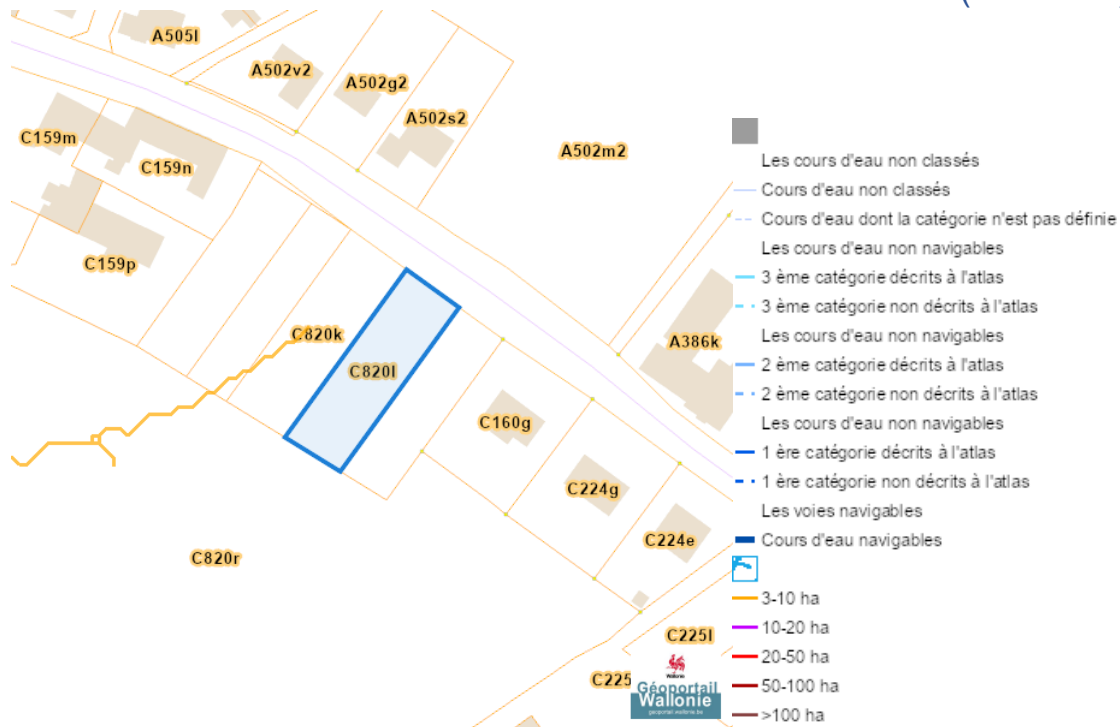 A505l
A502v2
A502g2
A502s2
A502m2
C159m
C159n
C159p
C820k
C820l
A386k
C160g
C224g
C224e
C820r
C225l
C225
Wallonie
Géoportail
Wallonie
geoportail.wallonie.be
Les cours d'eau non classés
Cours d'eau non classés
Cours d'eau dont la catégorie n'est pas définie
Les cours d'eau non navigables
3 ème catégorie décrits à l'atlas
3 ème catégorie non décrits à l'atlas
Les cours d'eau non navigables
2 ème catégorie décrits à l'atlas
2 ème catégorie non décrits à l'atlas
Les cours d'eau non navigables
1 ère catégorie décrits à l'atlas
1 ère catégorie non décrits à l'atlas
Les voies navigables
Cours d'eau navigables
3-10 ha
10-20 ha
20-50 ha
50-100 ha
>100 ha